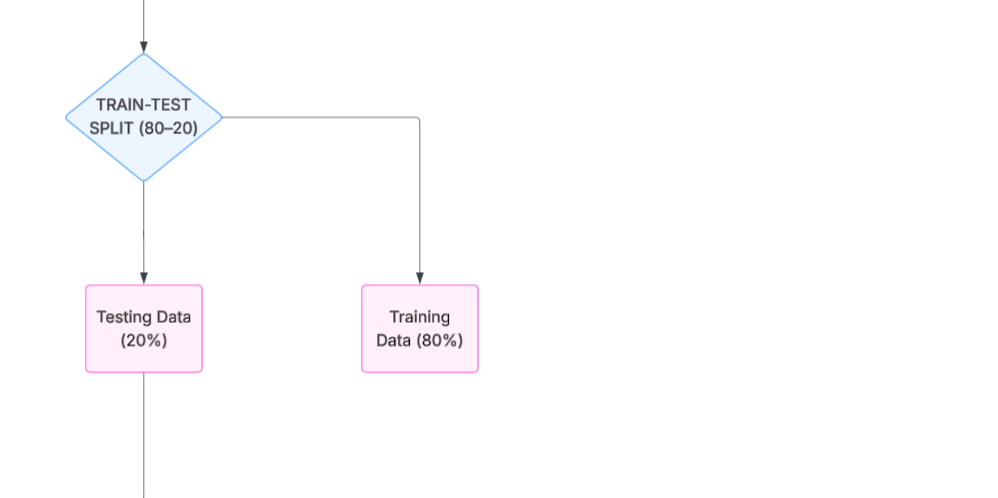 TRAIN-TEST
SPLIT (80–20)
Testing Data
(20%)
Training
Data (80%)